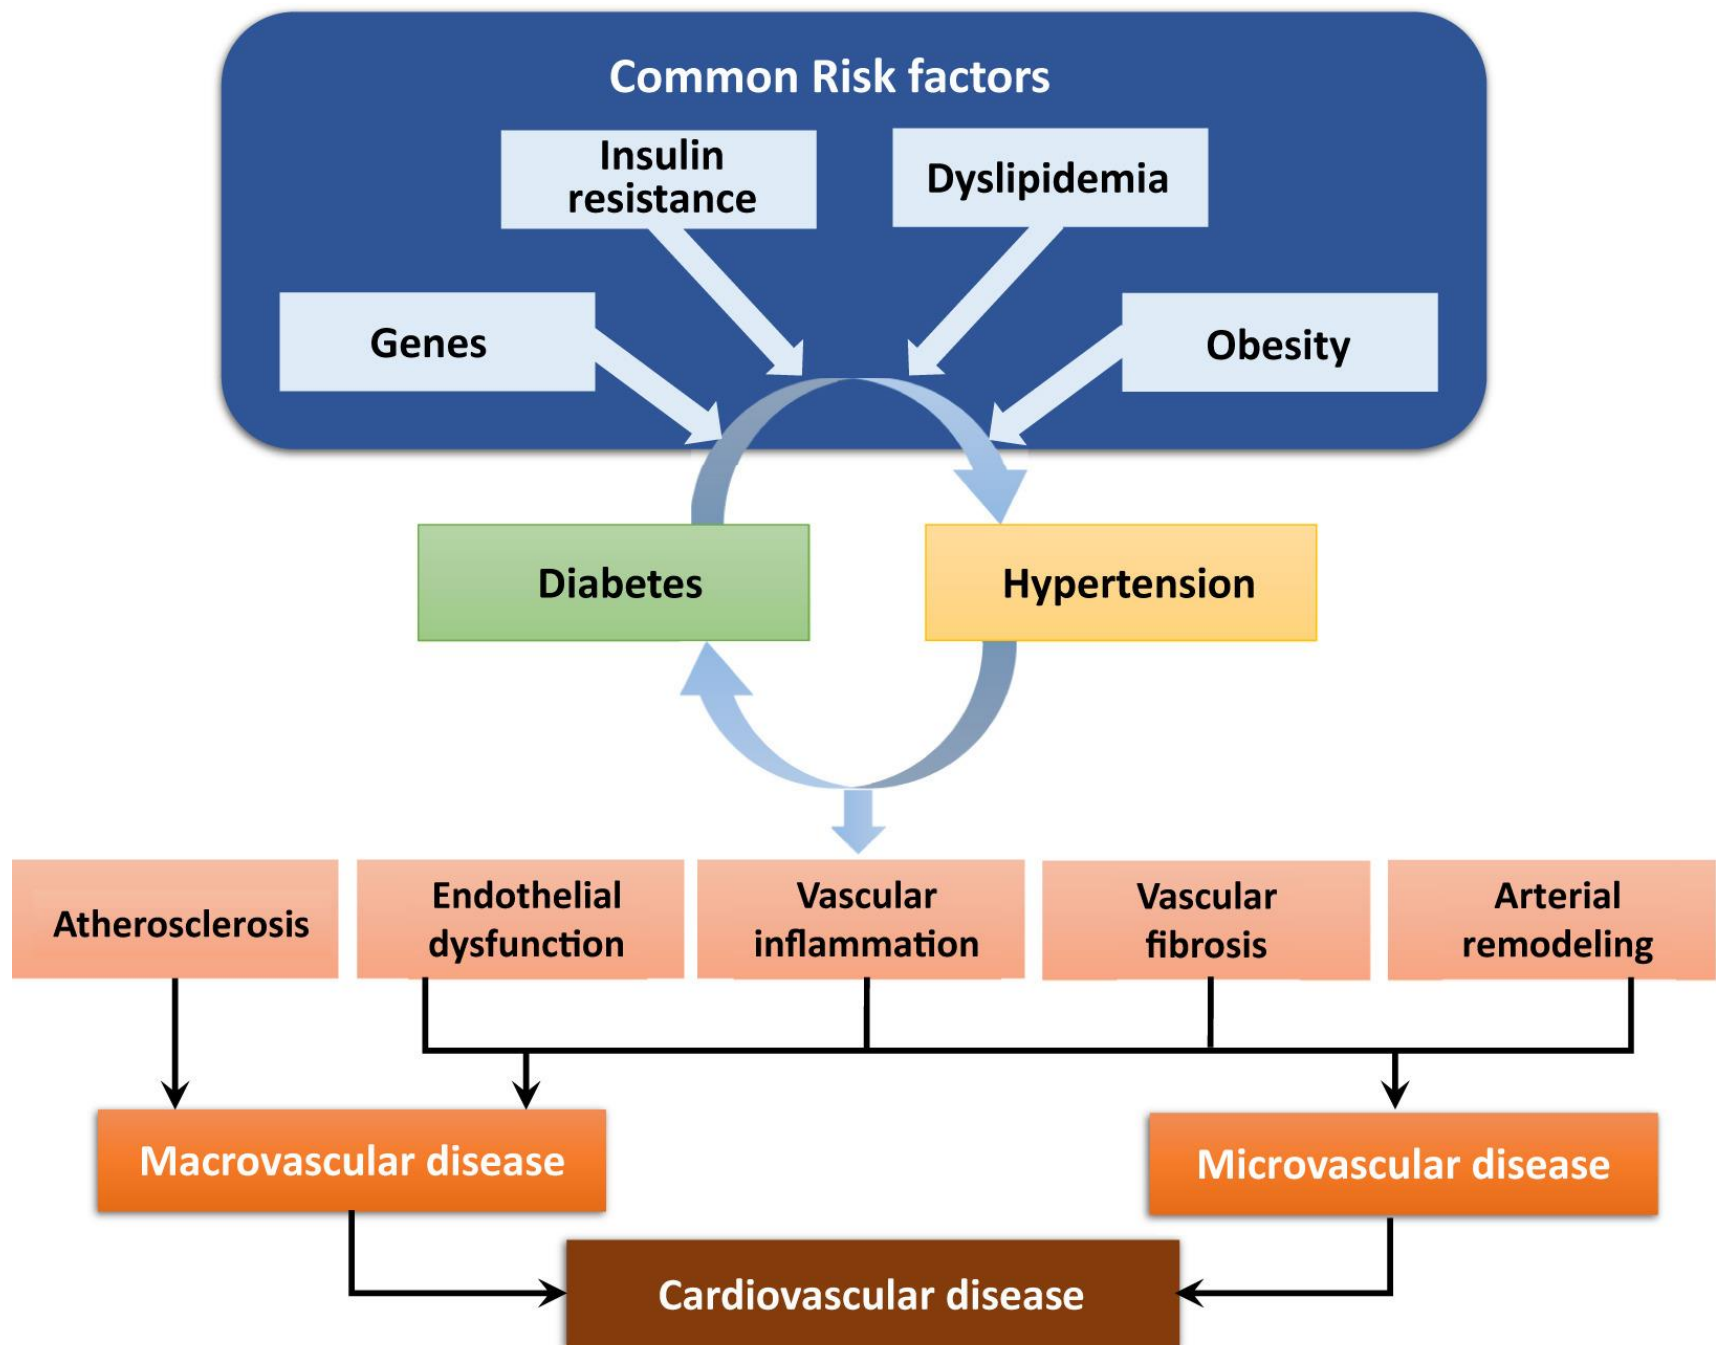 Common Risk factors
Insulin
resistance
Dyslipidemia
Genes
Obesity
Diabetes
Hypertension
Atherosclerosis
Endothelial
dysfunction
Vascular
inflammation
Vascular
fibrosis
Arterial
remodeling
Macrovascular disease
Microvascular disease
Cardiovascular disease